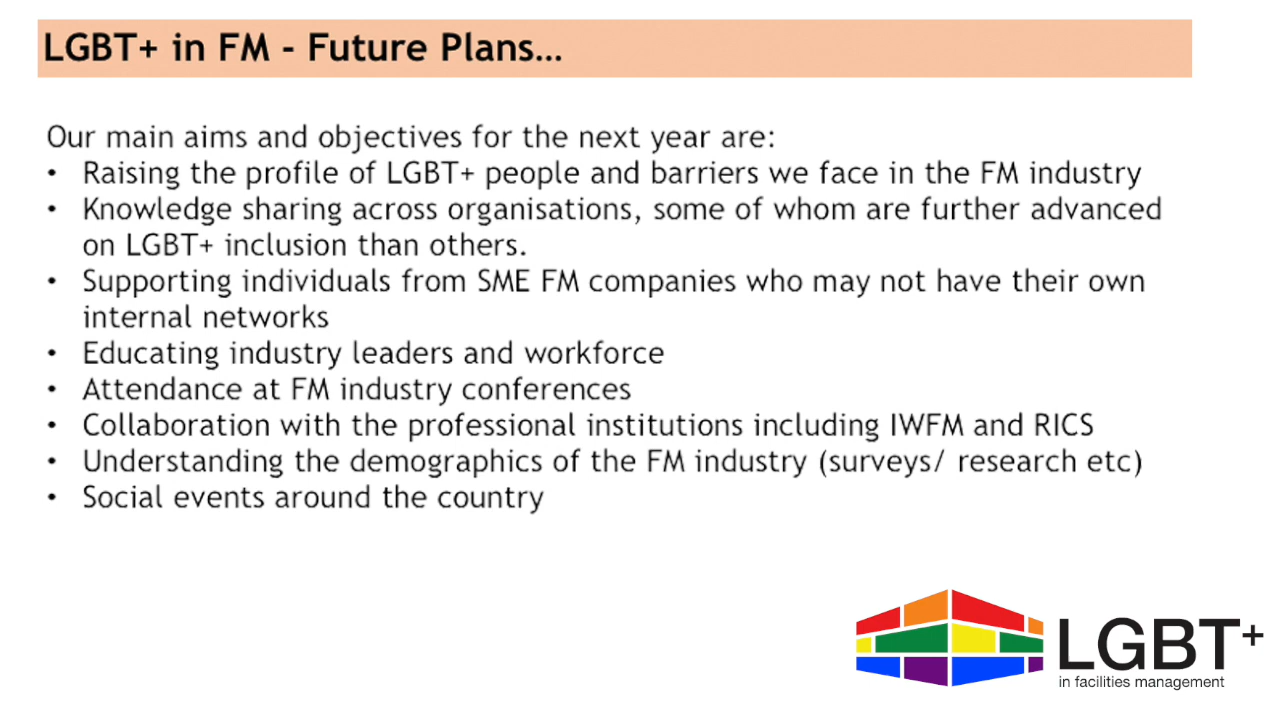 LGBT+ in FM - Future Plans…
Our main aims and objectives for the next year are:
• Raising the profile of LGBT+ people and barriers we face in the FM industry
• Knowledge sharing across organisations, some of whom are further advanced
on LGBT+ inclusion than others.
• Supporting individuals from SME FM companies who may not have their own
internal networks
• Educating industry leaders and workforce
• Attendance at FM industry conferences
• Collaboration with the professional institutions including IWFM and RICS
• Understanding the demographics of the FM industry (surveys/ research etc)
• Social events around the country
LGBT+
in facilities management